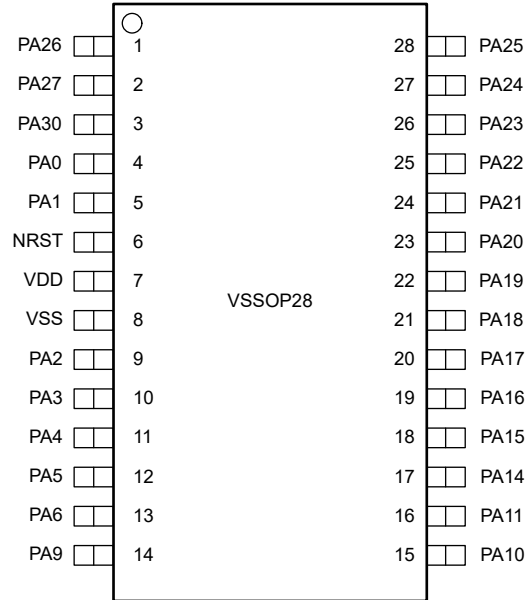 PA26 1 28 PA25
PA27 2 27 PA24
PA30 3 26 PA23
PA0 4 25 PA22
PA1 5 24 PA21
NRST 6 23 PA20
VDD 7 22 PA19
VSSOP28
VSS 8 21 PA18
PA2 9 20 PA17
PA3 10 19 PA16
PA4 11 18 PA15
PA5 12 17 PA14
PA6 13 16 PA11
PA9 14 15 PA10